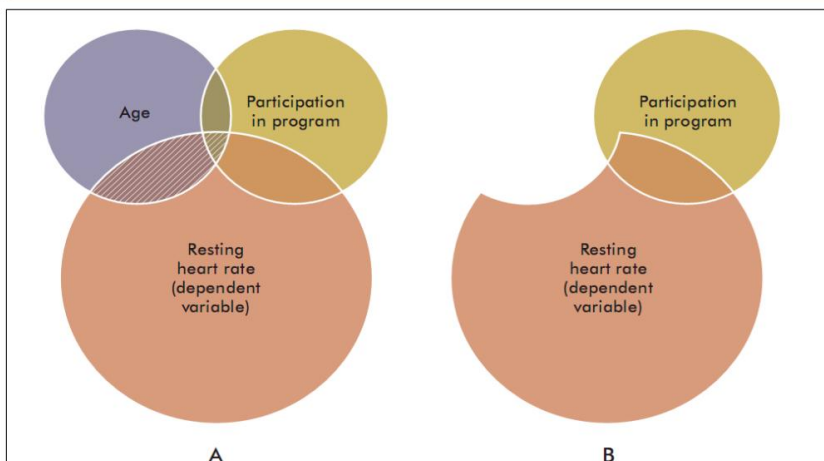 Age
Participation
in program
Resting
heart rate
(dependent
variable)
A
Participation
in program
Resting
heart rate
(dependent
variable)
B